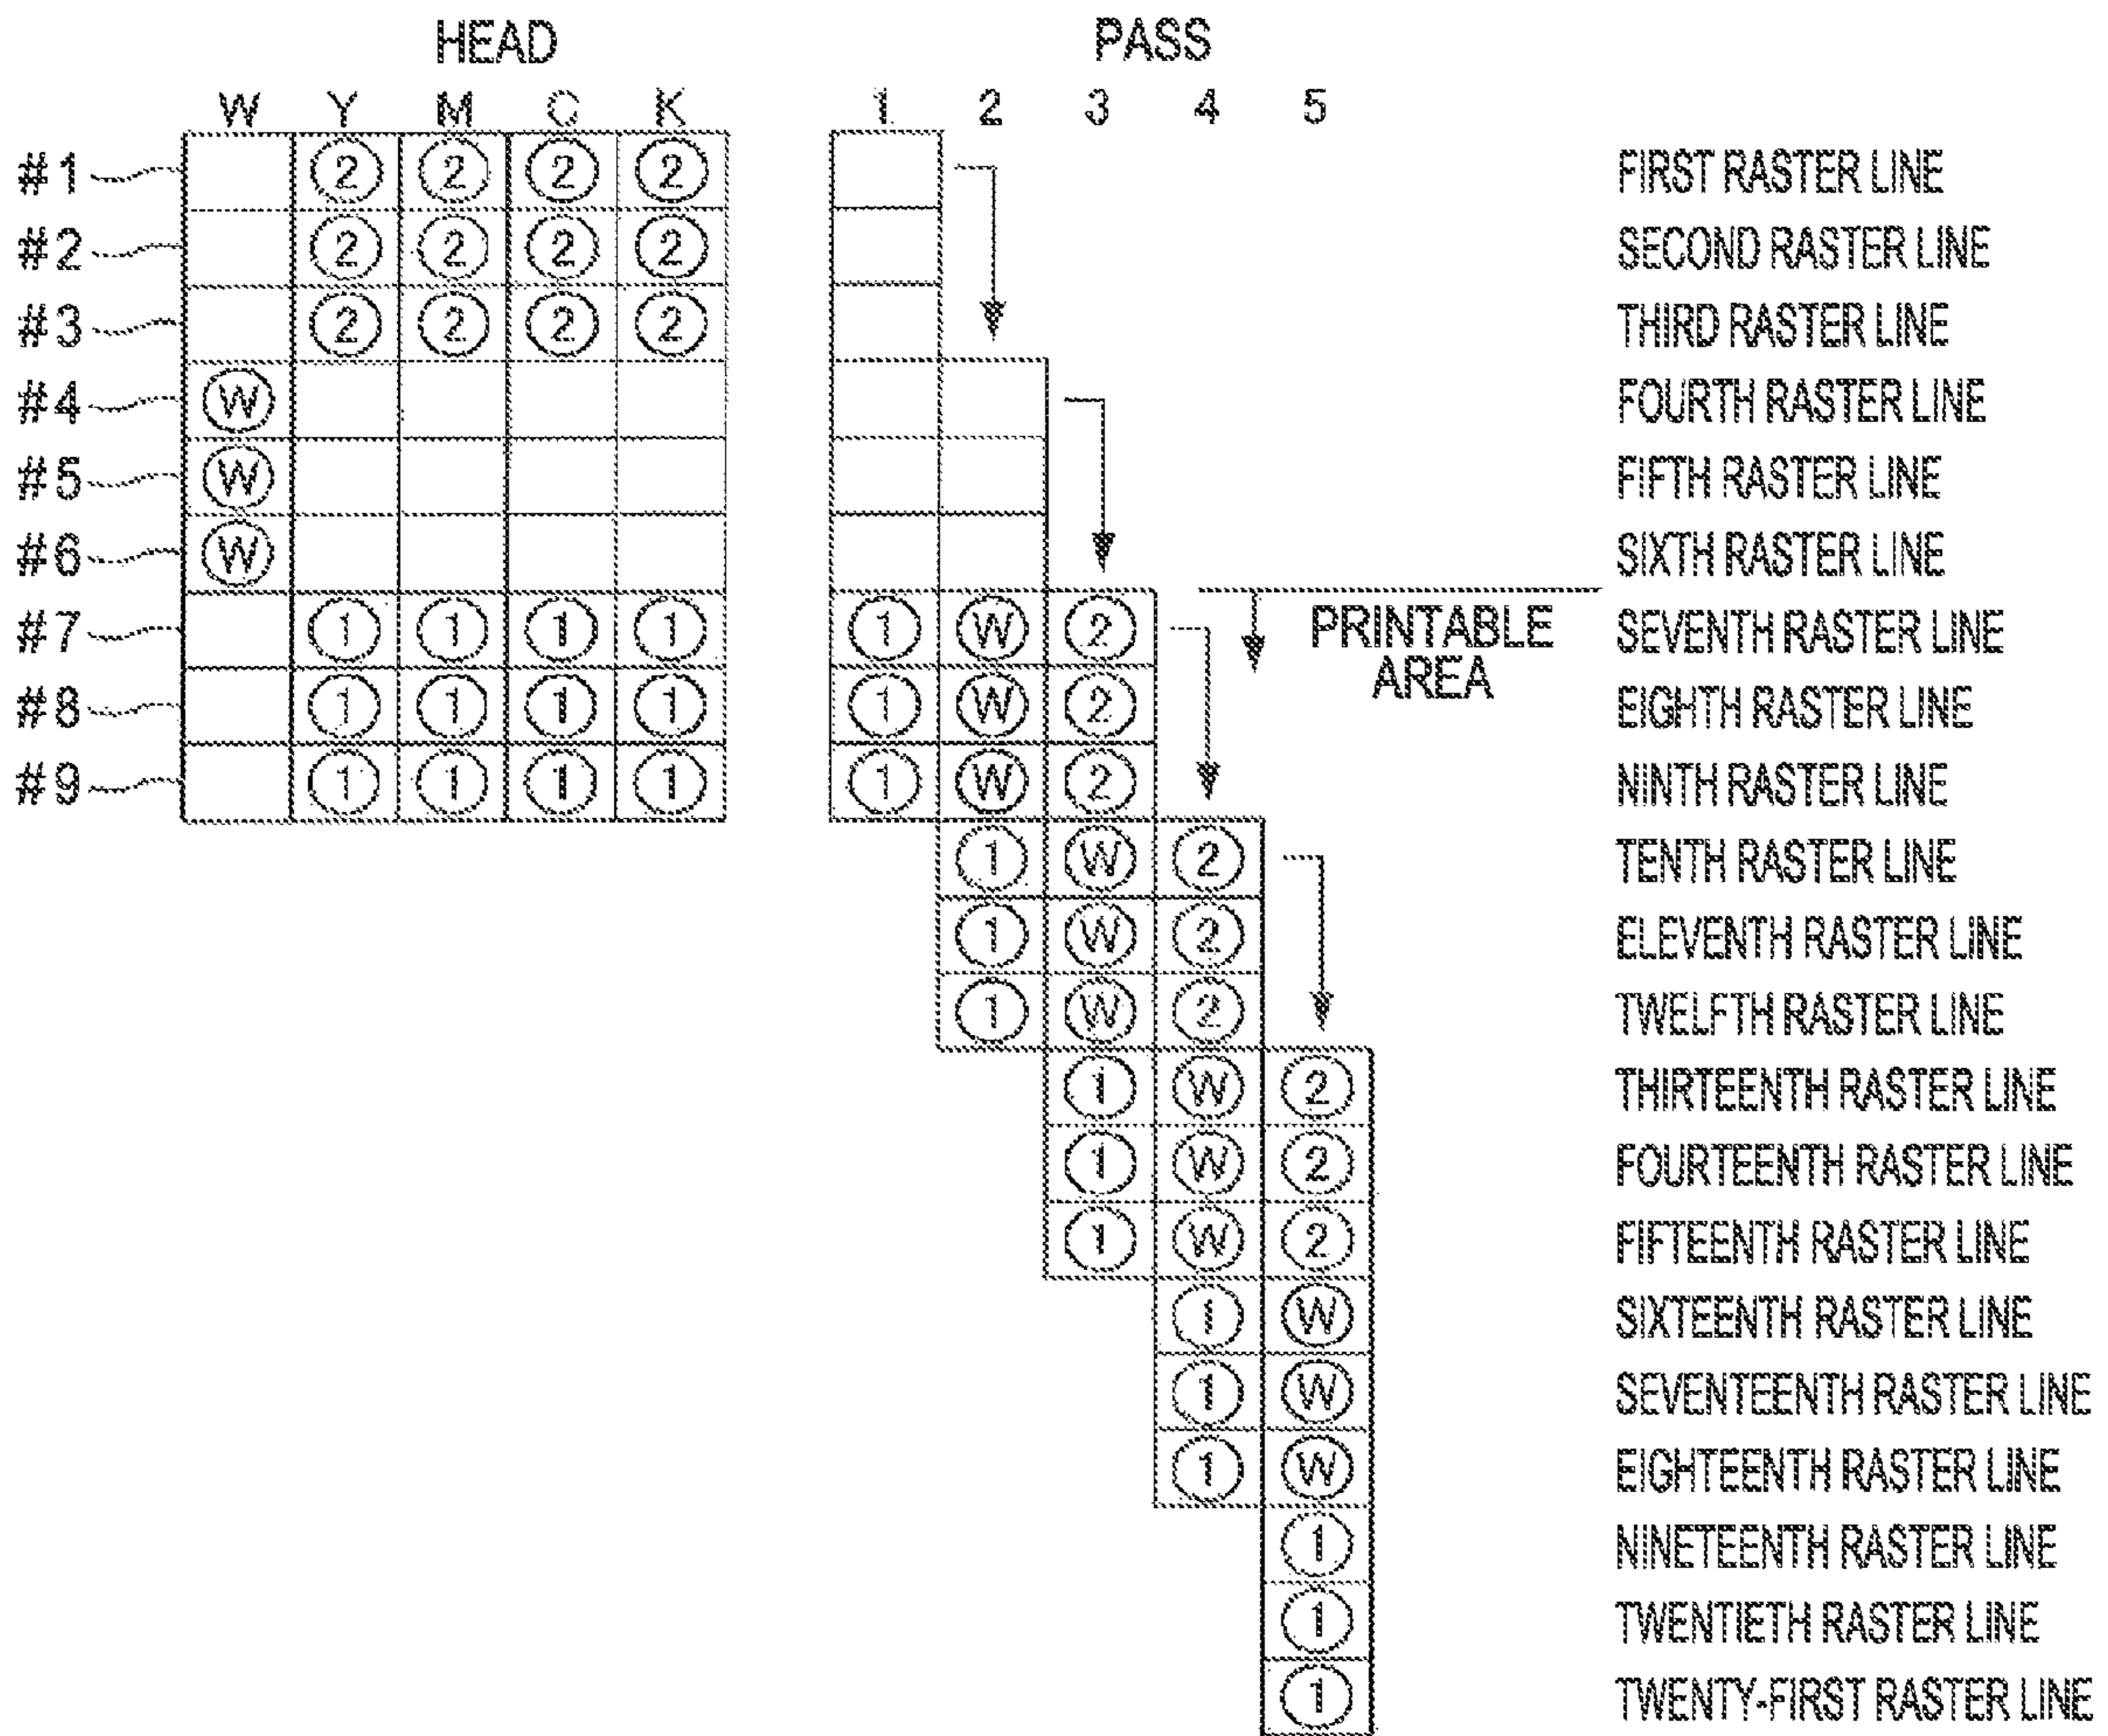 HEAD PASS
W Y M C K 1 2 3 4 5
#1 2 2 2 2 FIRST RASTER LINE
#2 2 2 2 2 SECOND RASTER LINE
#3 2 2 2 2 THIRD RASTER LINE
#4 W FOURTH RASTER LINE
#5 W FIFTH RASTER LINE
#6 W SIXTH RASTER LINE
#7 1 1 1 1 1 W 2 PRINTABLE SEVENTH RASTER LINE
#8 1 1 1 1 1 W 2 AREA EIGHTH RASTER LINE
#9 1 1 1 1 1 W 2 NINTH RASTER LINE
1 W 2 TENTH RASTER LINE
1 W 2 ELEVENTH RASTER LINE
1 W 2 TWELFTH RASTER LINE
1 W 2 THIRTEENTH RASTER LINE
1 W 2 FOURTEENTH RASTER LINE
1 W 2 FIFTEENTH RASTER LINE
1 W SIXTEENTH RASTER LINE
1 W SEVENTEENTH RASTER LINE
1 W EIGHTEENTH RASTER LINE
1 NINETEENTH RASTER LINE
1 TWENTIETH RASTER LINE
1 TWENTY-FIRST RASTER LINE